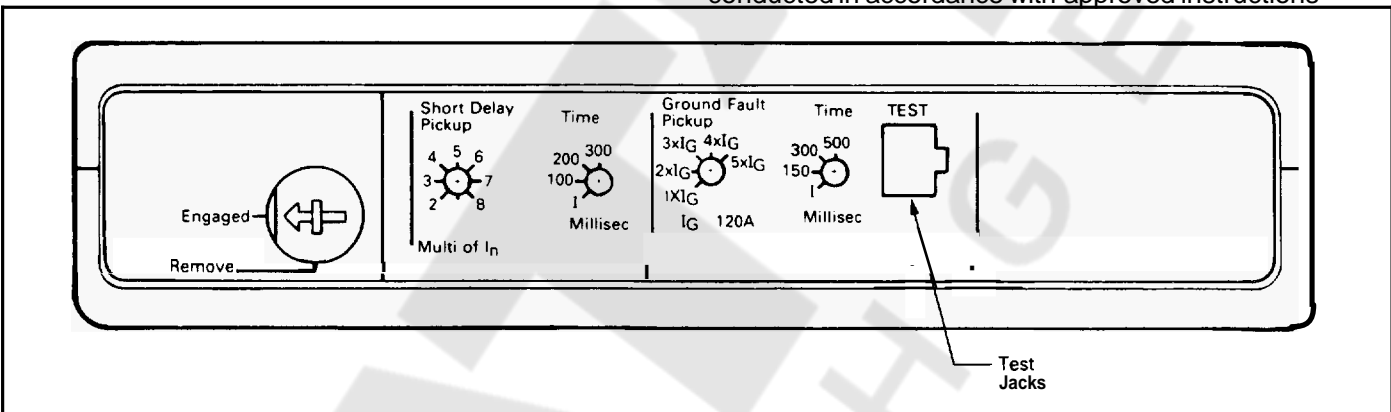 conducted in accordance with approved instructions
Short Delay
Pickup
Time
4 5 6
3 7
2 8
Multi of In
300
200
100
I
Millisec
Ground Fault
Pickup
3xIG 4xIG
2xIG 5xIG
1XIG
IG 120A
Time
300 500
150
I
Millisec
TEST
Engaged
Remove
Test
Jacks